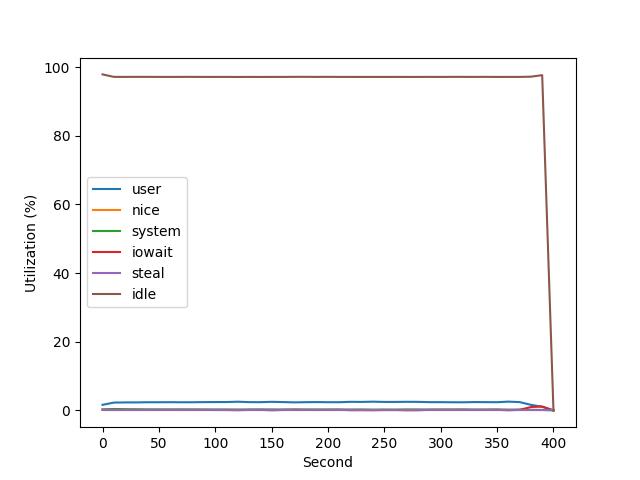 100
80
60
40
20
0
Utilization (%)
user
nice
system
iowait
steal
idle
0 50 100 150 200 250 300 350 400
Second